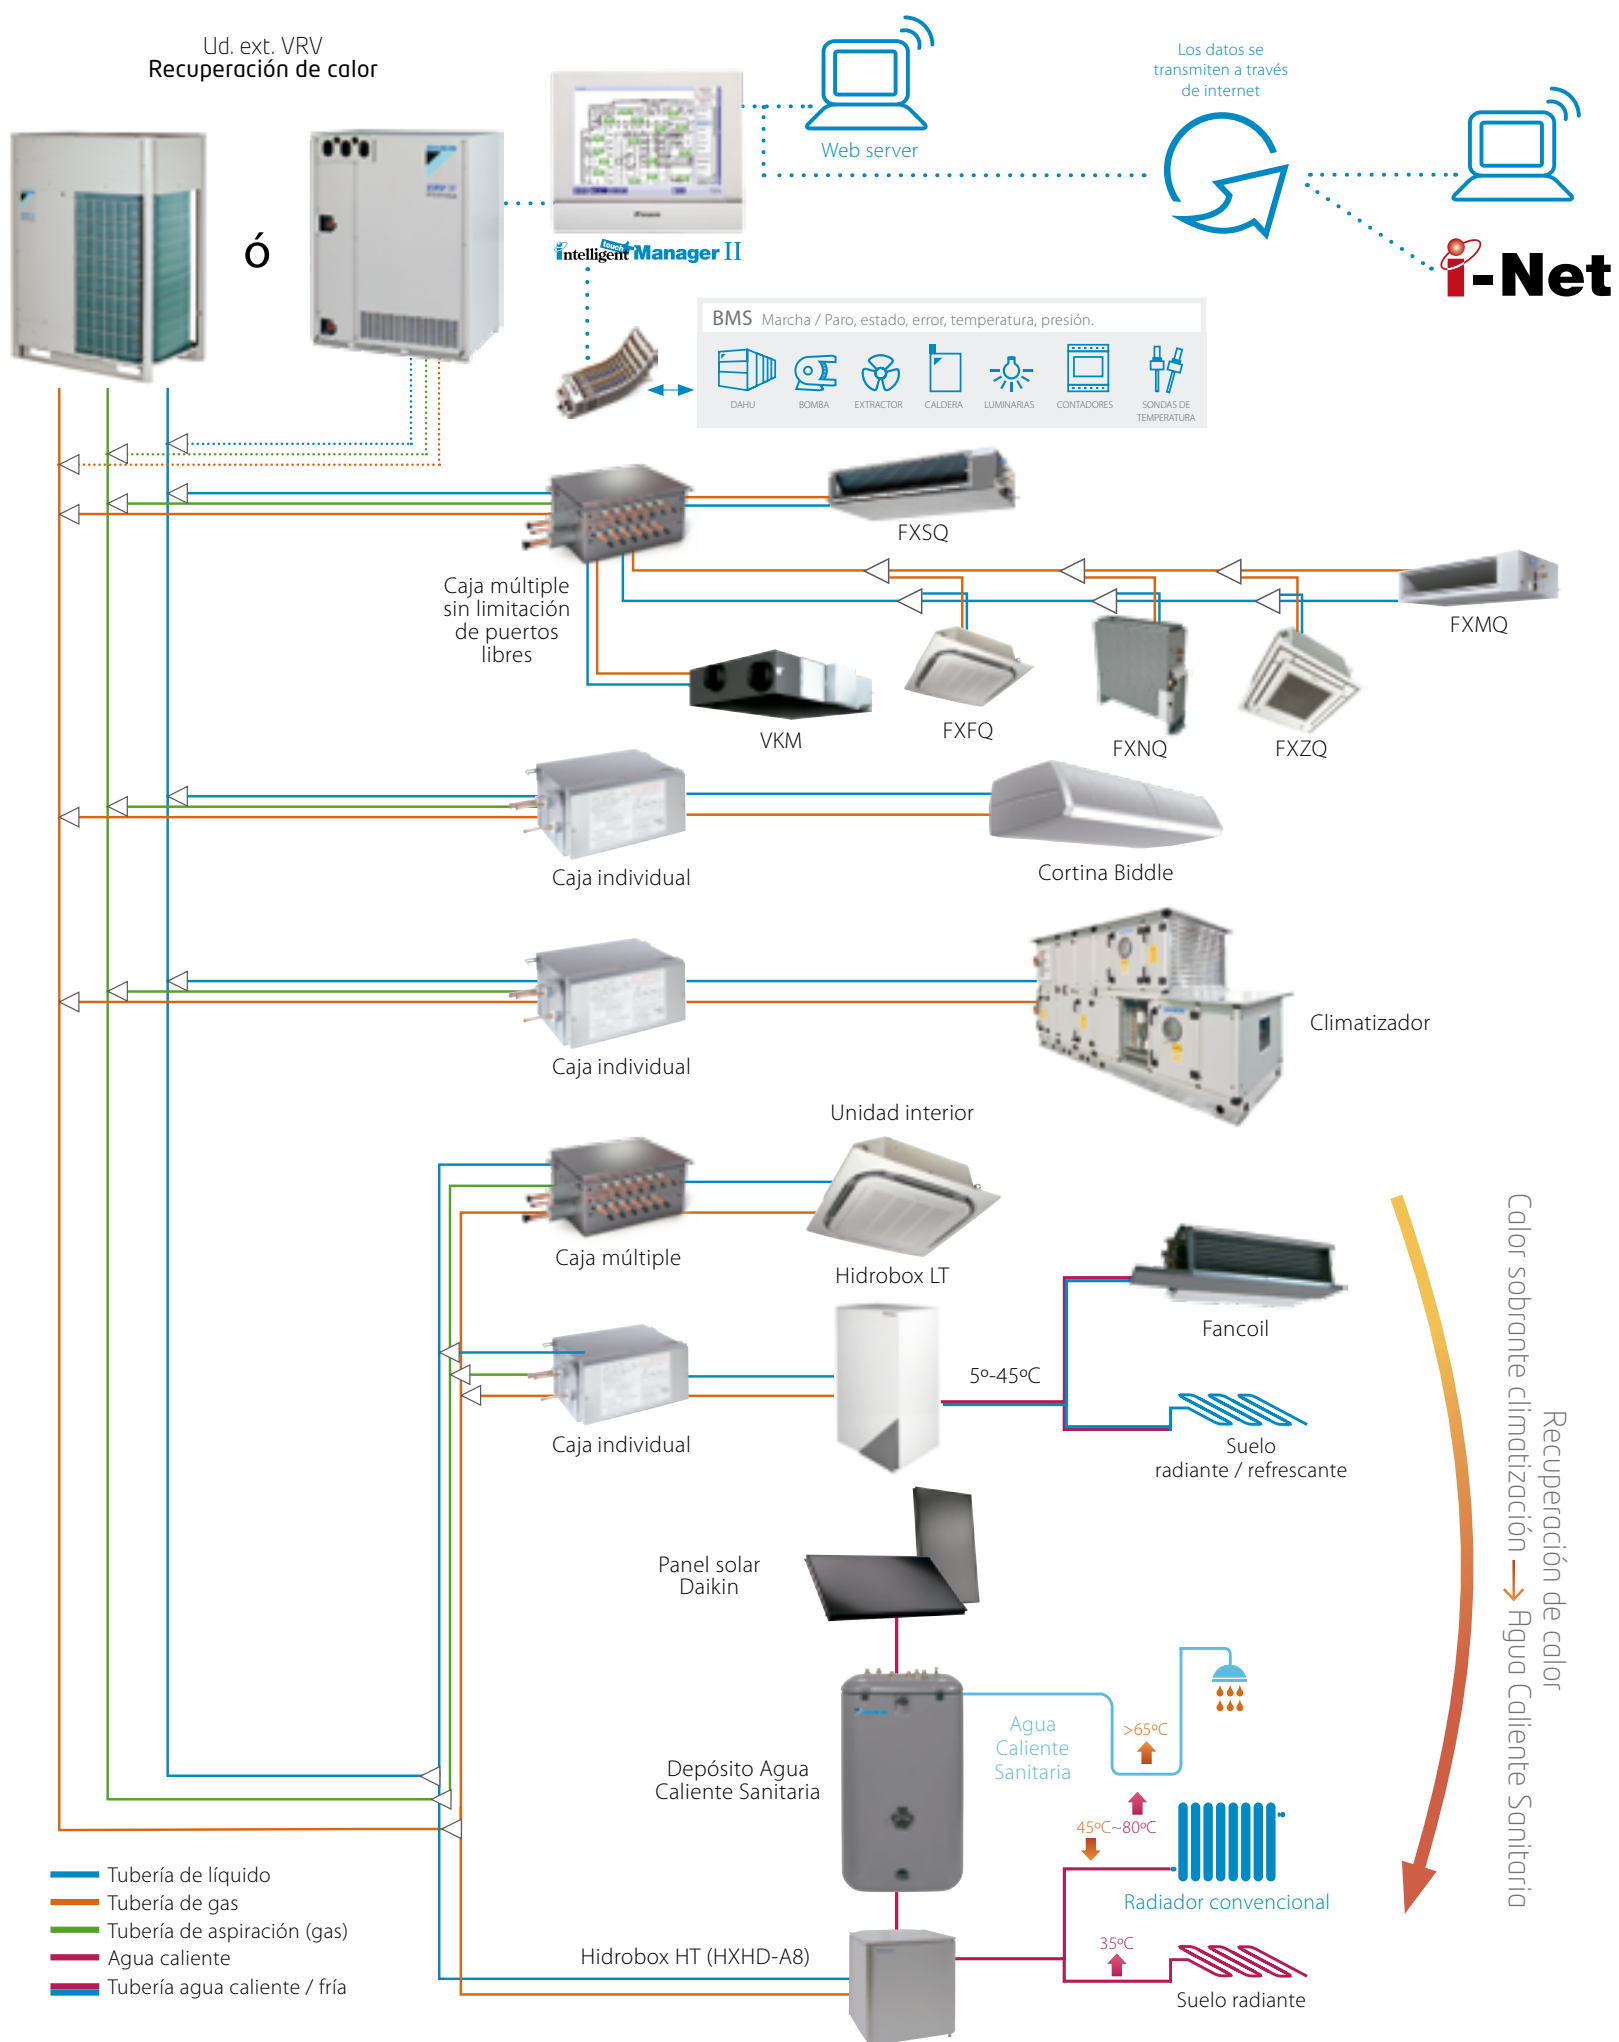 Ud. ext. VRV
Recuperación de calor
ó
intelligent touch Manager II
Web server
Los datos se
transmiten a través
de internet
i-Net
BMS Marcha / Paro, estado, error, temperatura, presión.
DAHU
BOMBA
EXTRACTOR
CALDERA
LUMINARIAS
CONTADORES
SONDAS DE
TEMPERATURA
FXSQ
Caja múltiple
sin limitación
de puertos
libres
FXMQ
VKM
FXFQ
FXNQ
FXZQ
Caja individual
Cortina Biddle
Caja individual
Climatizador
Unidad interior
Caja múltiple
Hidrobox LT
Fancoil
5º-45ºC
Caja individual
Suelo
radiante / refrescante
Panel solar
Daikin
Recuperación de calor
Calor sobrante climatización → Agua Caliente Sanitaria
Agua
Caliente
Sanitaria
>65ºC
Depósito Agua
Caliente Sanitaria
45ºC~80ºC
Radiador convencional
Tubería de líquido
Tubería de gas
Tubería de aspiración (gas)
Agua caliente
Tubería agua caliente / fría
Hidrobox HT (HXHD-A8)
35ºC
Suelo radiante